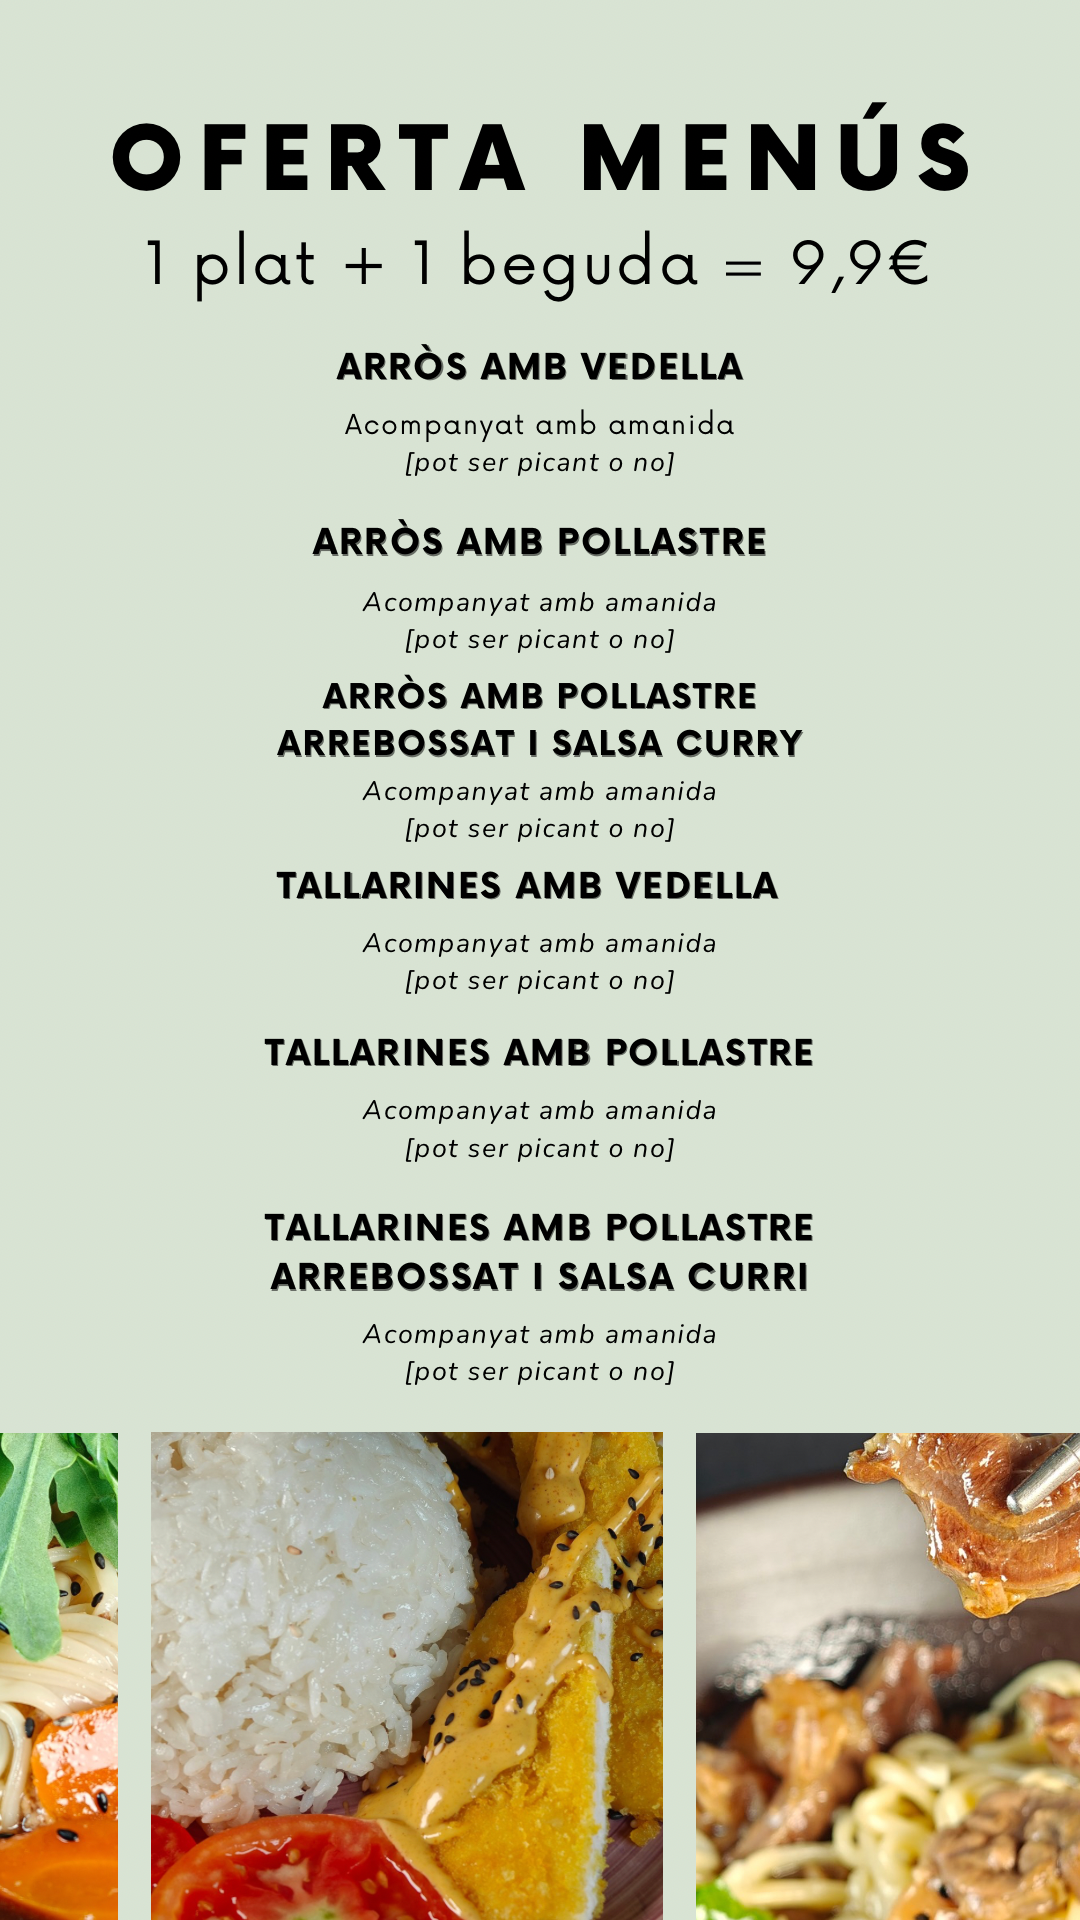 OFERTA MENÚS
1 plat + 1 beguda = 9,9€
ARRÒS AMB VEDELLA
Acompanyat amb amanida
[pot ser picant o no]
ARRÒS AMB POLLASTRE
Acompanyat amb amanida
[pot ser picant o no]
ARRÒS AMB POLLASTRE
ARREBOSSAT I SALSA CURRY
Acompanyat amb amanida
[pot ser picant o no]
TALLARINES AMB VEDELLA
Acompanyat amb amanida
[pot ser picant o no]
TALLARINES AMB POLLASTRE
Acompanyat amb amanida
[pot ser picant o no]
TALLARINES AMB POLLASTRE
ARREBOSSAT I SALSA CURRI
Acompanyat amb amanida
[pot ser picant o no]